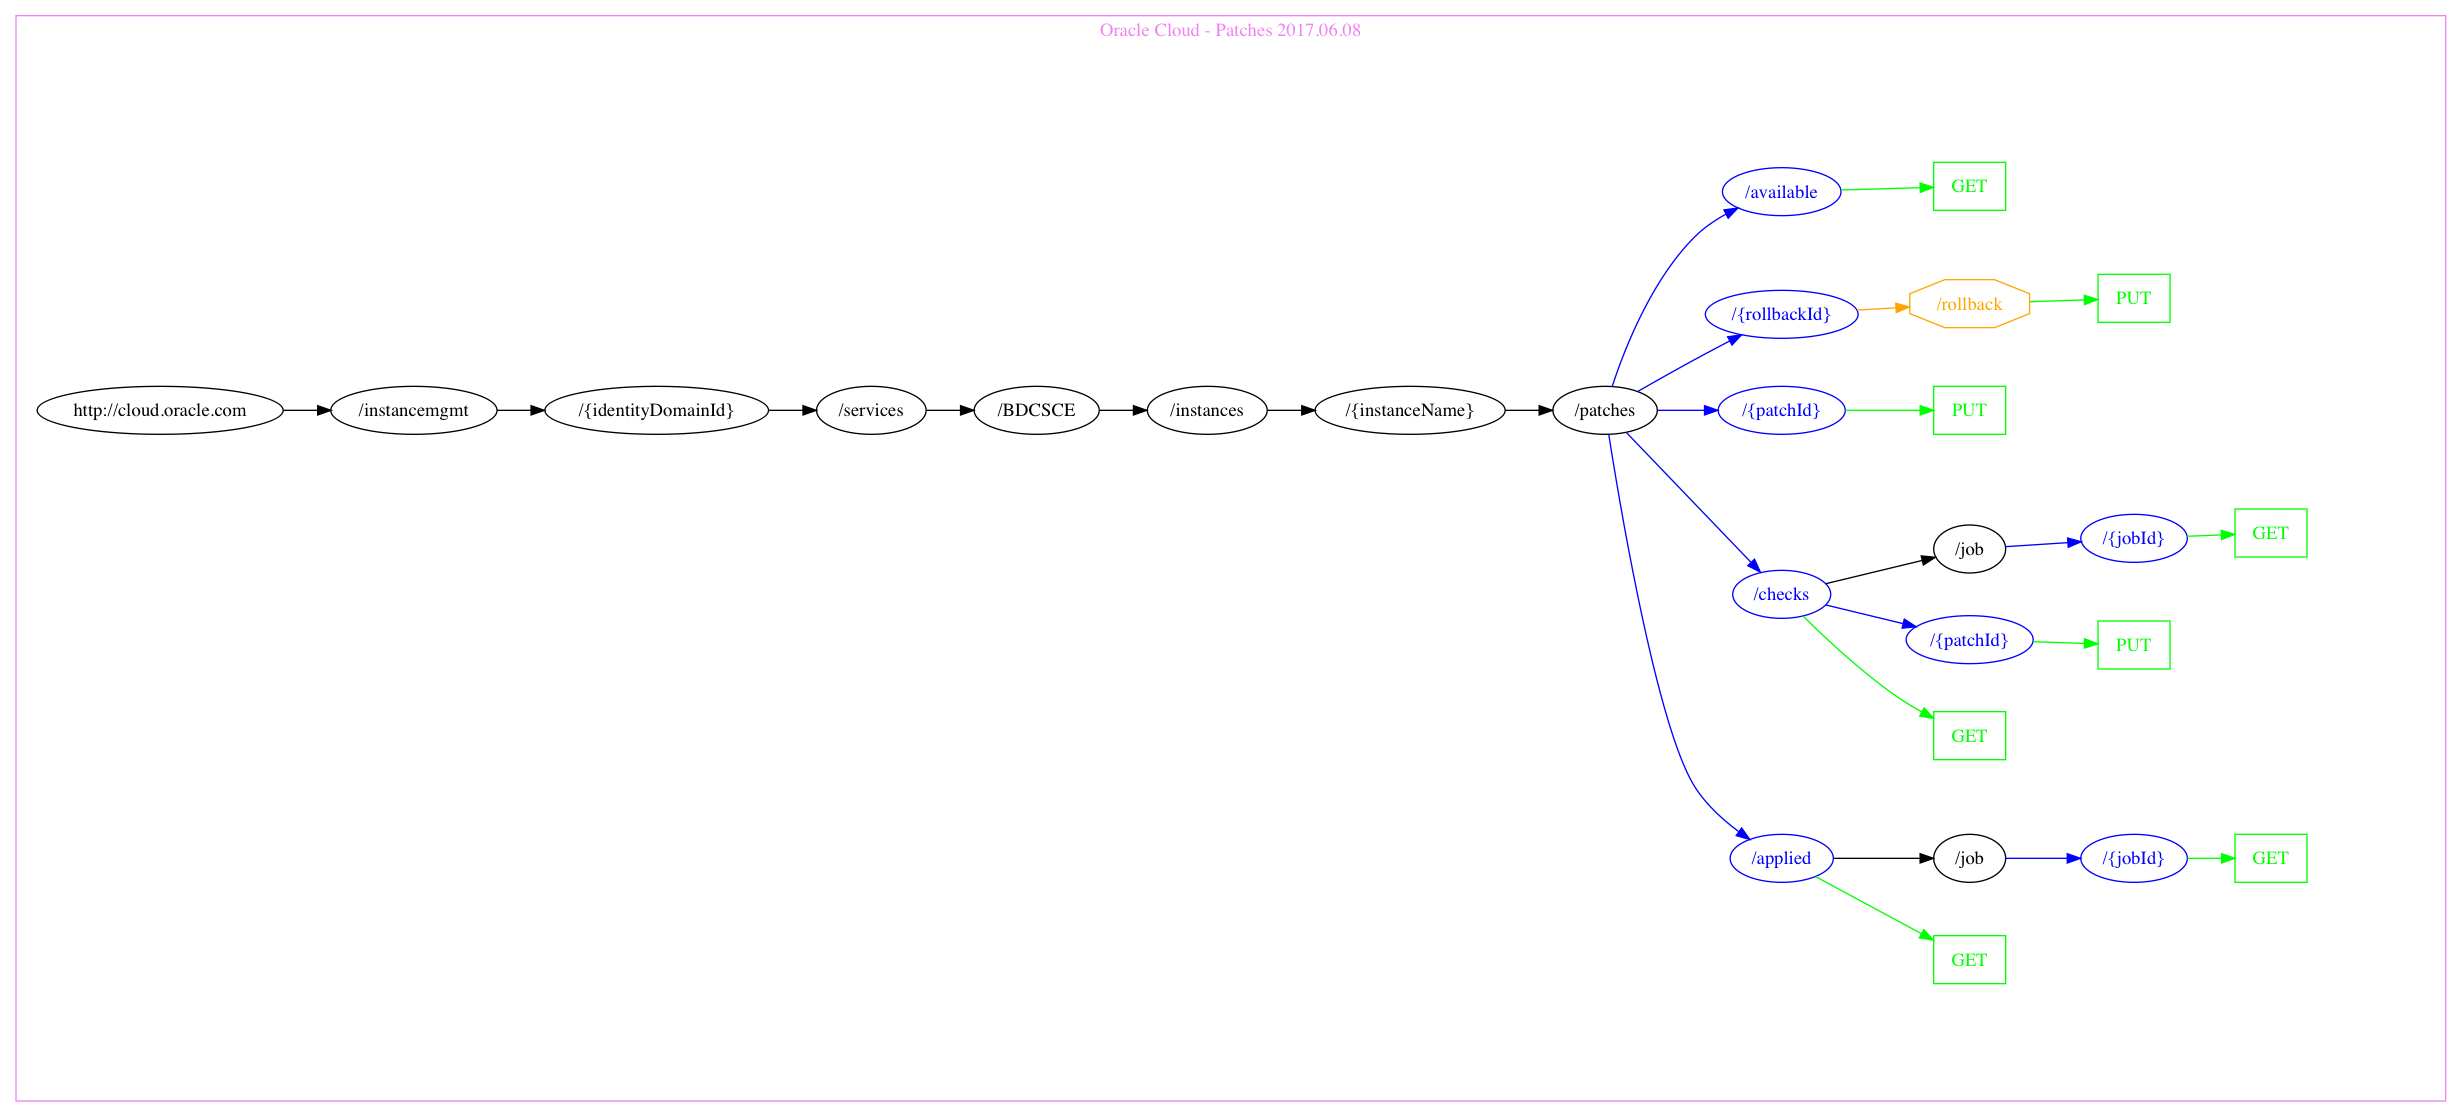 Oracle Cloud - Patches 2017.06.08
/available
GET
/{rollbackId}
/rollback
PUT
http://cloud.oracle.com
/instancemgmt
/{identityDomainId}
/services
/BDCSCE
/instances
/{instanceName}
/patches
/{patchId}
PUT
/checks
/job
/{jobId}
GET
/{patchId}
PUT
GET
/applied
/job
/{jobId}
GET
GET